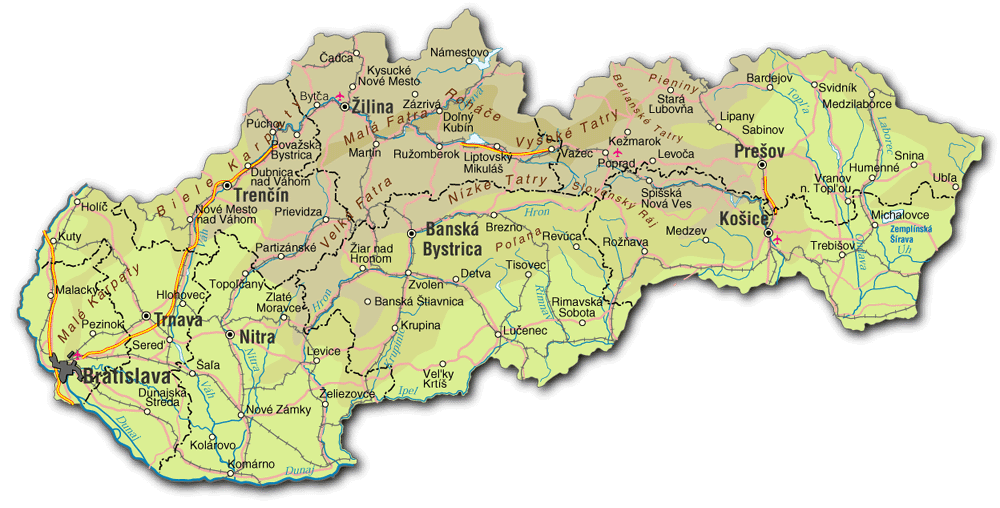 Námestovo
Čadca
Kysucké
Nové Mesto
Bytča
Žilina
Zázrivá
Orava
Roháče
Pieniny
Bardejov
Svidník
Medzilaborce
Topľa
Laborec
Belianské Tatry
Stará
Ľubovňa
Lipany
Sabinov
Malá Fatra
Dolný
Kubín
Vysoké Tatry
Púchov
Považská
Bystrica
Martin
Ružomberok
Liptovský
Mikuláš
Važec
Kežmarok
Poprad
Levoča
Prešov
Snina
Humenné
Ubľa
Biele Karpaty
Dubnica
nad Váhom
Trenčín
Veľká Fatra
Nízke Tatry
Slovenský Ráj
Spišská
Nová Ves
Vranov
n. Topľou
Michalovce
Zemplínská
Šírava
Holíč
Nové Mesto
nad Váhom
Váh
Prievidza
Banská
Bystrica
Brezno
Hron
Poľana
Revúca
Rožňava
Medzev
Košice
Trebišov
Uh
Kuty
Partizánské
Žiar nad
Hronom
Zvolen
Detva
Tisovec
Rimavská
Sobota
Malacky
Malé Karpaty
Hlohovec
Topoľčany
Zlaté
Moravce
Hron
Banská Štiavnica
Krupina
Lučenec
Pezinok
Trnava
Sereď
Nitra
Levice
Veľký
Krtíš
Bratislava
Šaľa
Váh
Nitra
Želiezovce
Ipeľ
Dunajská
Streda
Nové Zámky
Kolárovo
Komárno
Dunaj
Dunaj